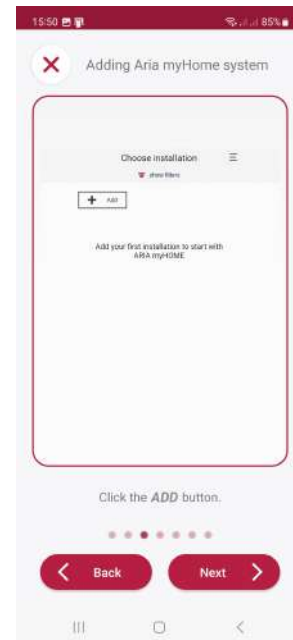 15:50 85%
Adding Aria myHome system
Choose installation
show filters
+ Add
Add your first installation to start with
ARIA myHOME
Click the ADD button.
Back Next